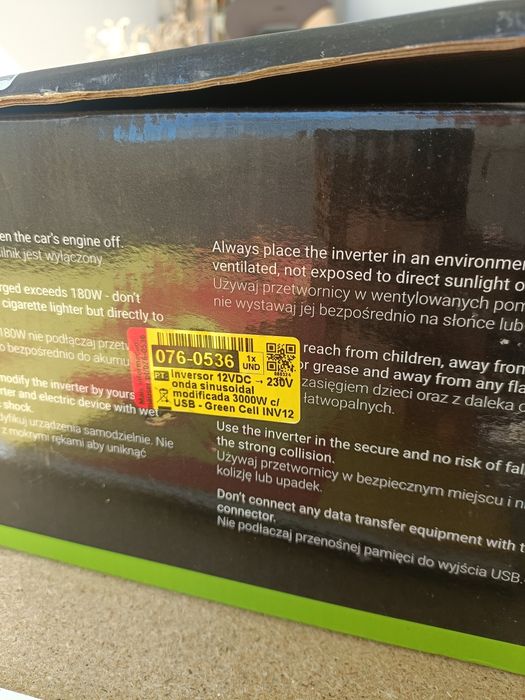 en the car's engine off.
silnik jest wyłączony
rged exceeds 180W - don't
cigarette lighter but directly to
180W nie podłączaj przetw
o bezpośrednio do akumu
modify the inverter by yours
rter and electric device with wet
shock.
dyfikuj urządzenia samodzielnie. Nie
z mokrymi rękami aby uniknąć
Always place the inverter in an environme
ventilated, not exposed to direct sunlight o
Używaj przetwornicy w wentylowanych pom
nie wystawiaj jej bezpośrednio na słońce lub
reach from children, away from
or grease and away from any fla
zasięgiem dzieci oraz z daleka o
łatwopalnych.
Use the inverter in the secure and no risk of fal
the strong collision.
Używaj przetwornicy w bezpiecznym miejscu i n
kolizję lub upadek.
Don't connect any data transfer equipment with t
connector.
Nie podłączaj przenośnej pamięci do wyjścia USB.
076-0536
1x
UND
PT Inversor 12VDC → 230V
onda sinusoidal
modificada 3000W c/
USB - Green Cell INV12